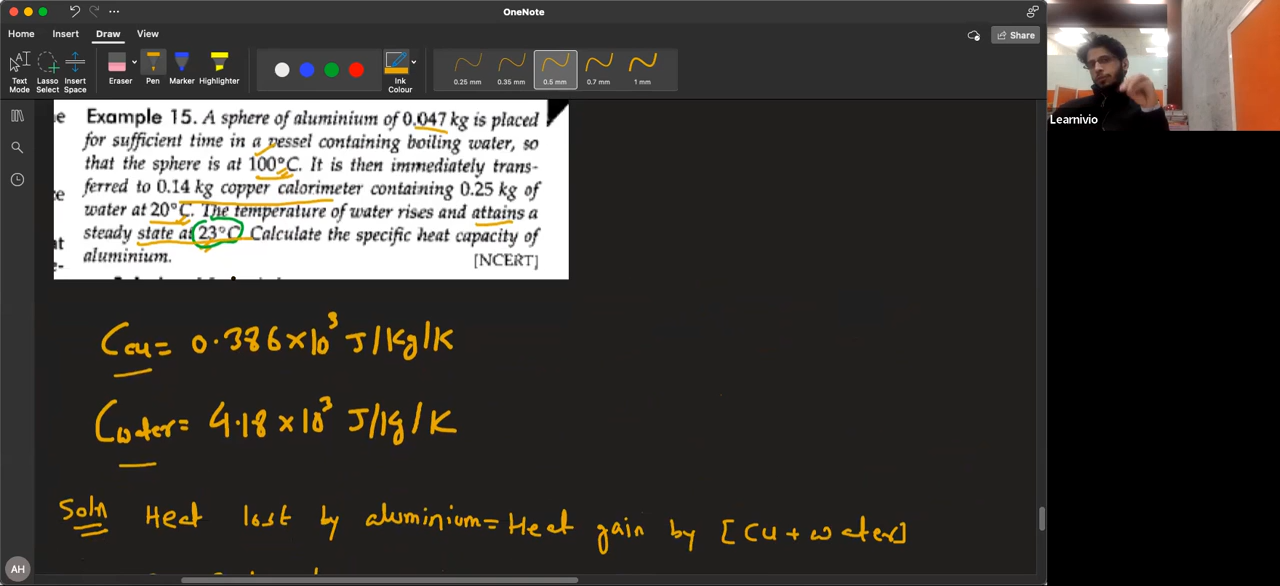 OneNote
Home Insert Draw View
Share
Text Mode
Lasso Select
Insert Space
Eraser
Pen
Marker
Highlighter
Ink Colour
0.25 mm
0.35 mm
0.5 mm
0.7 mm
1 mm
Learnivio
Example 15. A sphere of aluminium of 0.047 kg is placed
for sufficient time in a vessel containing boiling water, so
that the sphere is at 100°C. It is then immediately trans-
ferred to 0.14 kg copper calorimeter containing 0.25 kg of
water at 20°C. The temperature of water rises and attains a
steady state at 23°C. Calculate the specific heat capacity of
aluminium. [NCERT]
Ccu = 0.386×10³ J/Kg/K
Cwater = 4.18×10³ J/Kg/K
Soln Heat lost by aluminium = Heat gain by [Cu + water]
AH